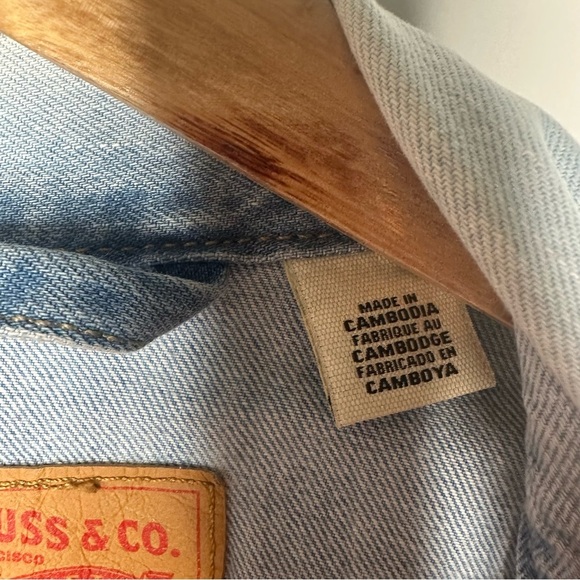 MADE IN
CAMBODIA
FABRIQUE AU
CAMBODGE
FABRICADO EN
CAMBOYA
USS & CO.
CISCO